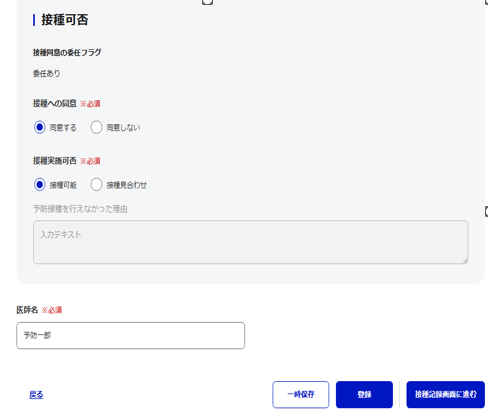 接種可否
接種同意の委任フラグ
委任あり
接種への同意 ※必須
同意する 同意しない
接種実施可否 ※必須
接種可能 接種見合わせ
予防接種を行えなかった理由
入力テキスト
医師名 ※必須
予防一郎
戻る 一時保存 登録 接種記録画面に進む